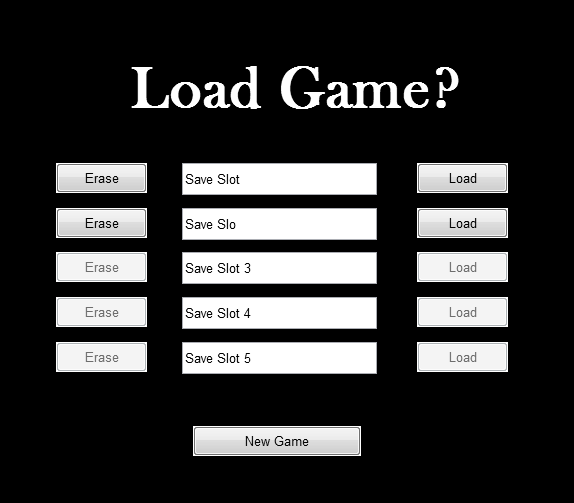 Load Game?
Erase Save Slot Load
Erase Save Slo Load
Erase Save Slot 3 Load
Erase Save Slot 4 Load
Erase Save Slot 5 Load
New Game